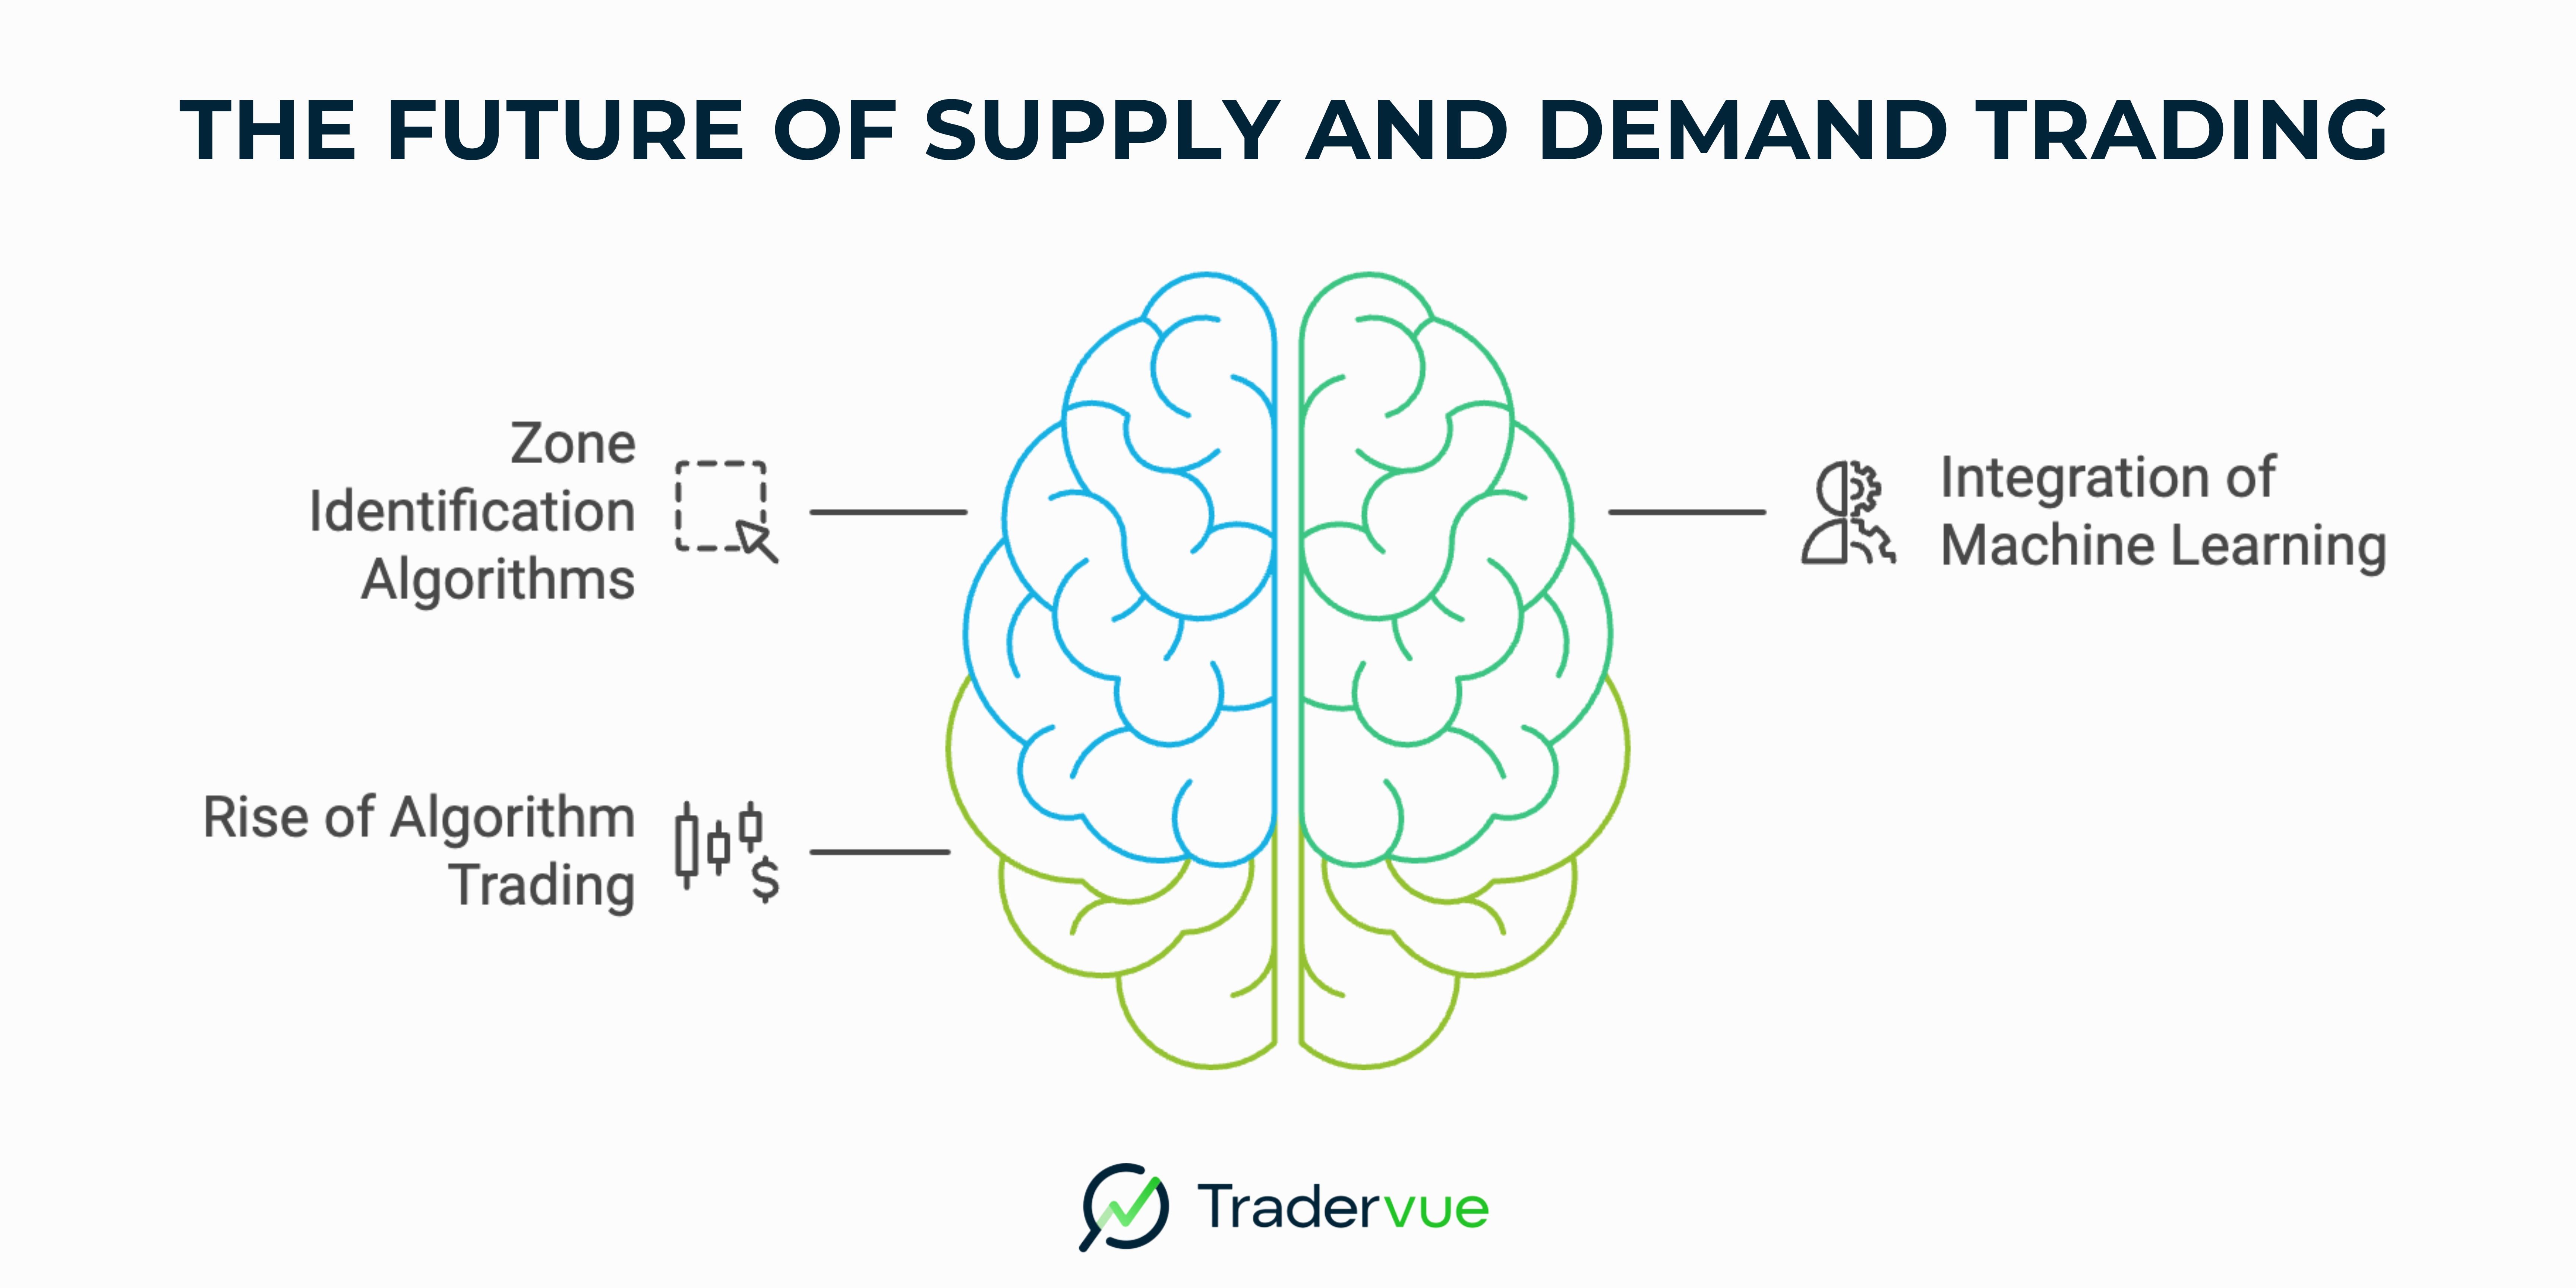 THE FUTURE OF SUPPLY AND DEMAND TRADING
Zone
Identification
Algorithms
Integration of
Machine Learning
Rise of Algorithm
Trading
$
Tradervue